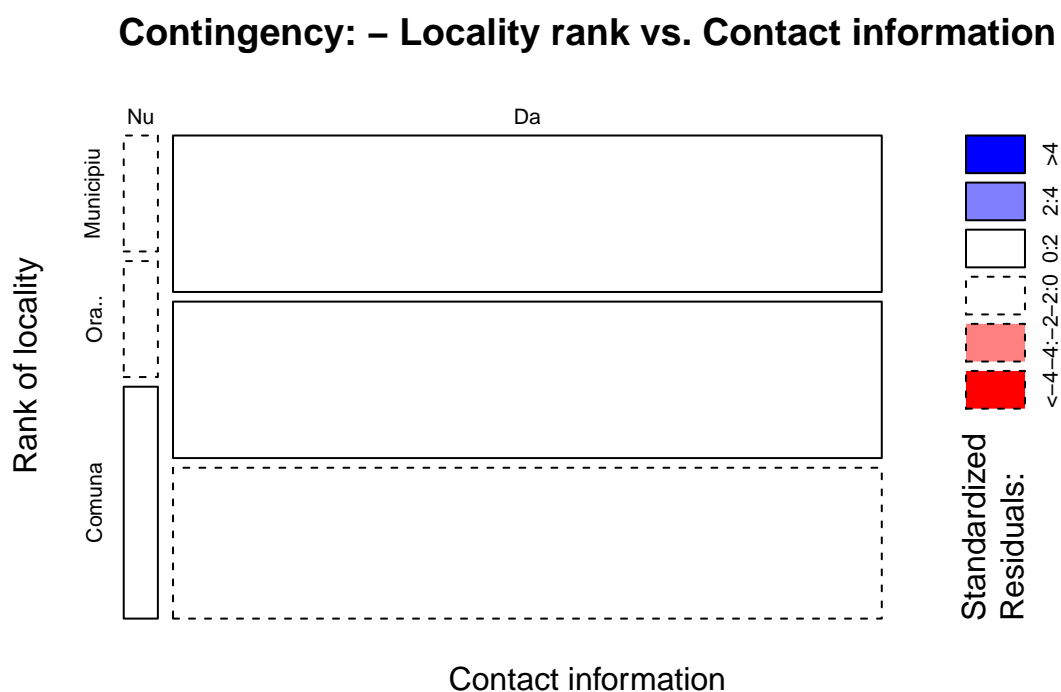 Contingency: – Locality rank vs. Contact information
Nu
Da
Municipiu
Ora..
Comuna
Rank of locality
Contact information
Standardized
Residuals:
<−4
−4:−2
−2:0
0:2
2:4
>4